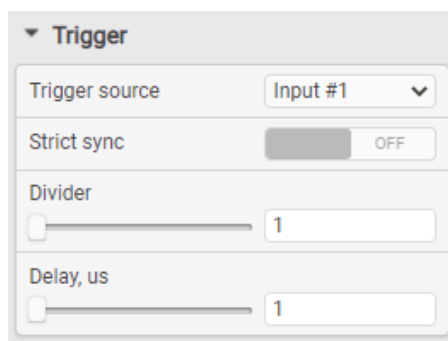 Trigger
Trigger source Input #1
Strict sync OFF
Divider
1
Delay, us
1